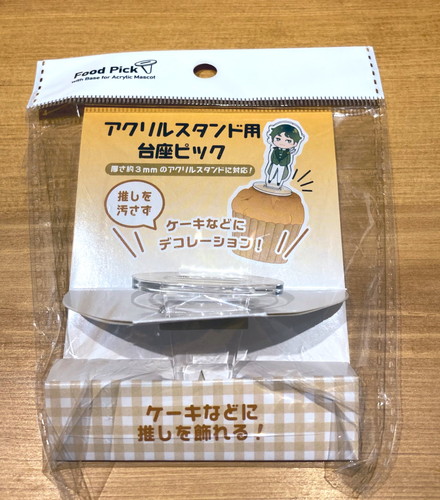 Food Pick
with Base for Acrylic Mascot
アクリルスタンド用
台座ピック
厚さ約3mmのアクリルスタンドに対応!
推しを
汚さず
ケーキなどに
デコレーション!
ケーキなどに
推しを飾れる!